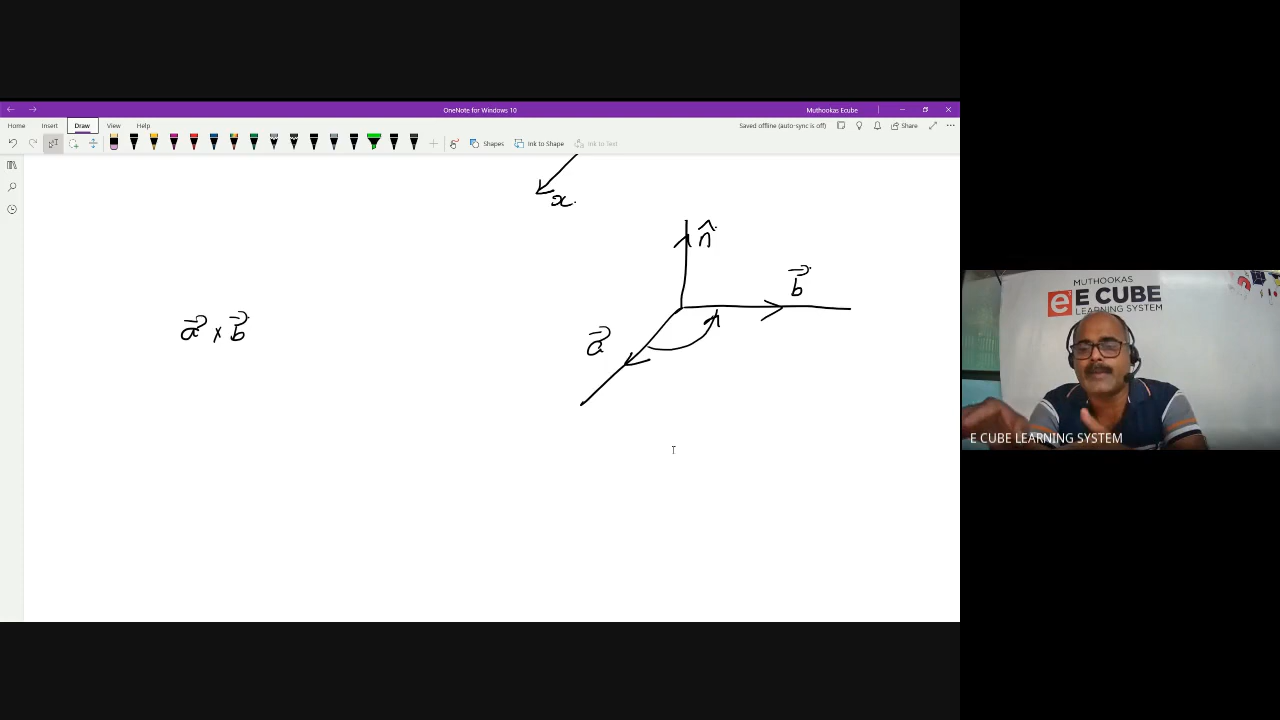 OneNote for Windows 10
Muthookas Ecube
Home Insert Draw View Help
Saved offline (auto-sync is off)
Share
Shapes
Ink to Shape
Ink to Text
x
n̂
b⃗
a⃗ × b⃗
a⃗
MUTHOOKAS
e³ E CUBE
LEARNING SYSTEM
E CUBE LEARNING SYSTEM